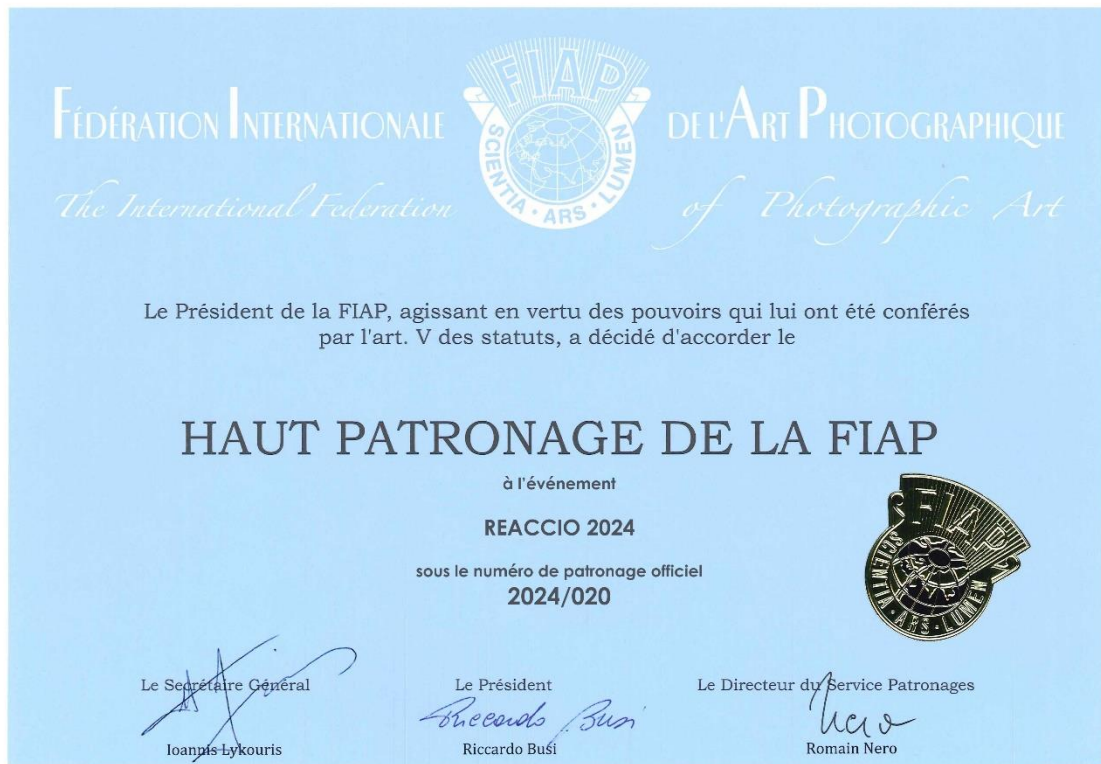 FÉDÉRATION INTERNATIONALE DE L'ART PHOTOGRAPHIQUE
The International Federation of Photographic Art
FIAP
SCIENTIA · ARS · LUMEN
Le Président de la FIAP, agissant en vertu des pouvoirs qui lui ont été conférés
par l'art. V des statuts, a décidé d'accorder le
HAUT PATRONAGE DE LA FIAP
à l'événement
REACCIO 2024
sous le numéro de patronage officiel
2024/020
FIAP
SCIENTIA · ARS · LUMEN
Le Secrétaire Général
Le Président
Le Directeur du Service Patronages
Riccardo Busi
Nero
Ioannis Lykouris
Riccardo Busi
Romain Nero